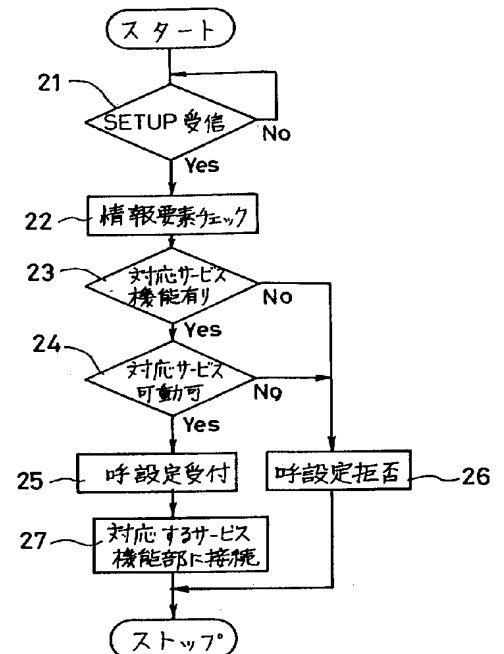 スタート
21
SETUP 受信
No
Yes
22
情報要素チェック
23
対応サービス
機能有り
No
Yes
24
対応サービス
可動可
No
Yes
25
呼設定受付
呼設定拒否
26
27
対応するサービス
機能部に接続
ストップ